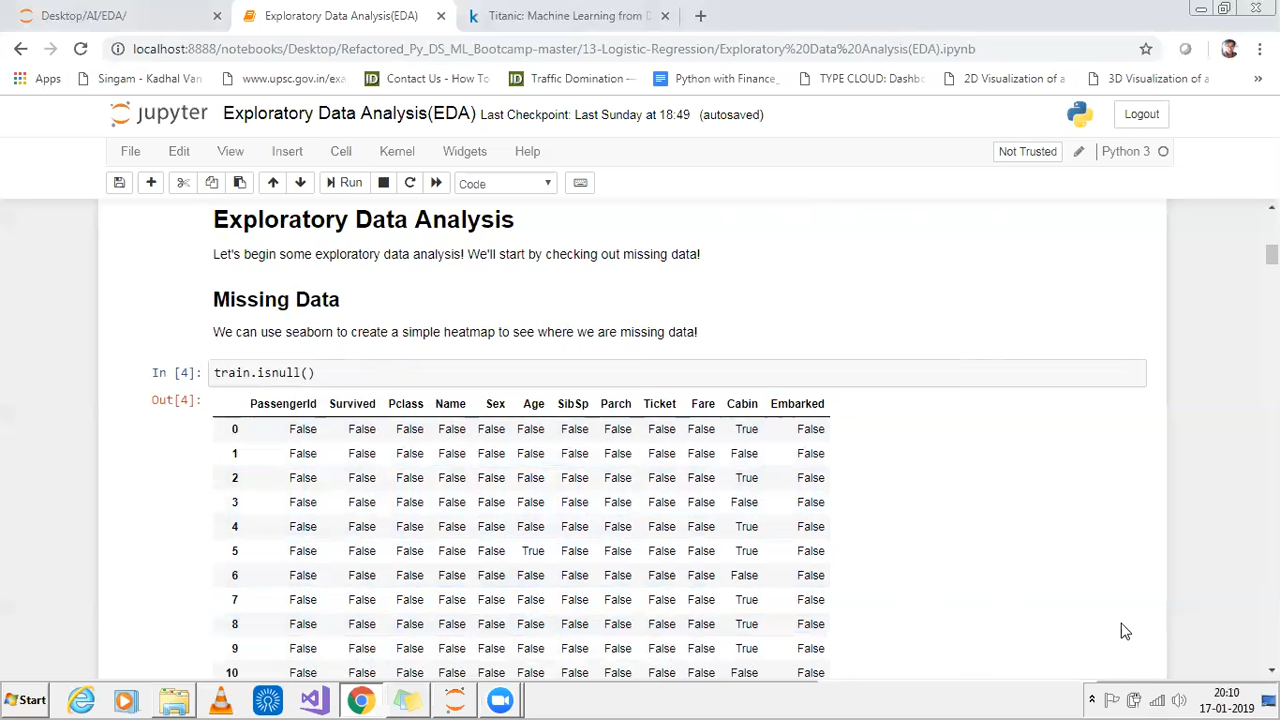 Desktop/AI/EDA/
Exploratory Data Analysis(EDA)
Titanic: Machine Learning from D
localhost:8888/notebooks/Desktop/Refactored_Py_DS_ML_Bootcamp-master/13-Logistic-Regression/Exploratory%20Data%20Analysis(EDA).ipynb
Apps Singam - Kadhal Van www.upsc.gov.in/exa Contact Us - How To Traffic Domination — Python with Finance_ TYPE CLOUD: Dashb 2D Visualization of a 3D Visualization of a »
jupyter Exploratory Data Analysis(EDA) Last Checkpoint: Last Sunday at 18:49 (autosaved) Logout
File Edit View Insert Cell Kernel Widgets Help Not Trusted Python 3
Run Code
Exploratory Data Analysis
Let's begin some exploratory data analysis! We'll start by checking out missing data!
Missing Data
We can use seaborn to create a simple heatmap to see where we are missing data!
In [4]: train.isnull()
Out[4]: PassengerId Survived Pclass Name Sex Age SibSp Parch Ticket Fare Cabin Embarked
0 False False False False False False False False False False True False
1 False False False False False False False False False False False False
2 False False False False False False False False False False True False
3 False False False False False False False False False False False False
4 False False False False False False False False False False True False
5 False False False False False True False False False False True False
6 False False False False False False False False False False False False
7 False False False False False False False False False False True False
8 False False False False False False False False False False True False
9 False False False False False False False False False False True False
10 False False False False False False False False False False False False
Start 20:10
17-01-2019